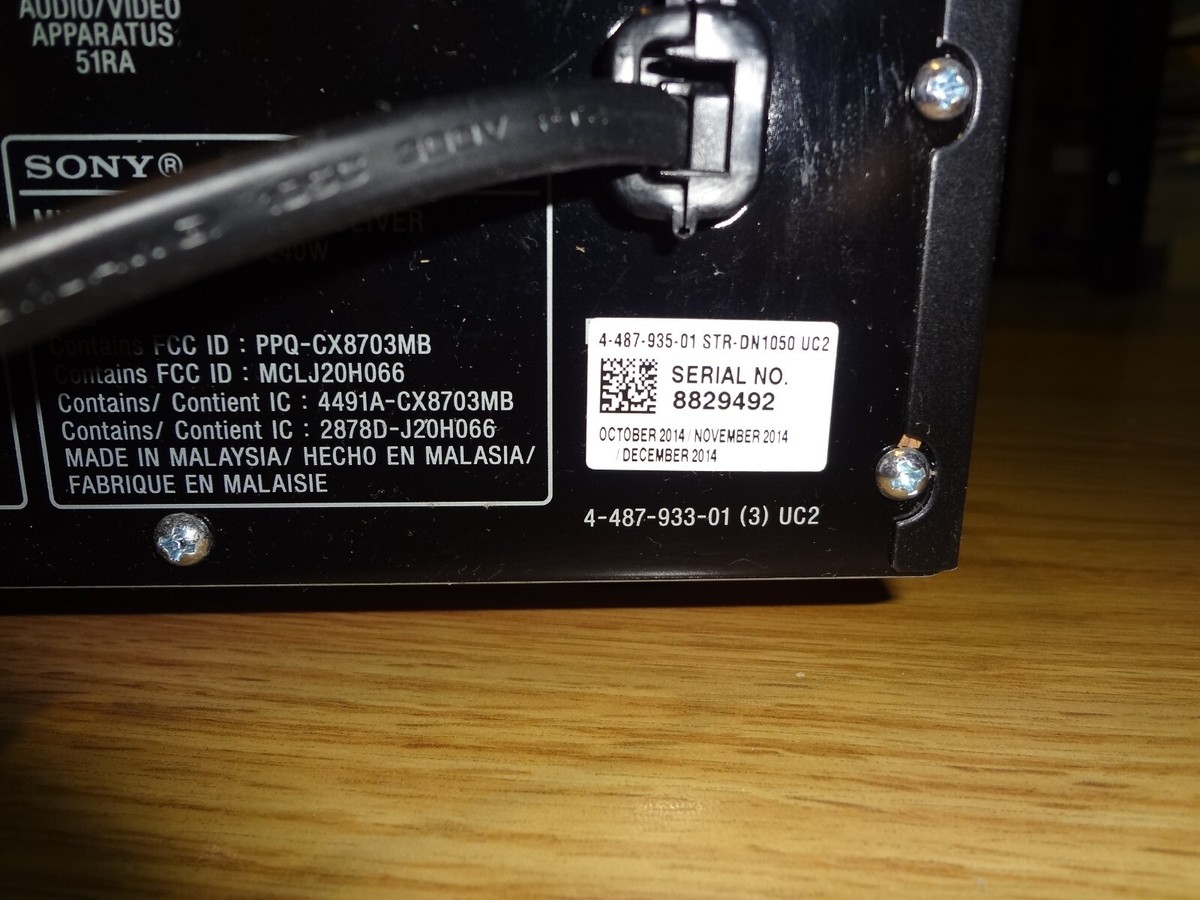 AUDIO/VIDEO
APPARATUS
51RA
SONY®
240W
Contains FCC ID : PPQ-CX8703MB
Contains FCC ID : MCLJ20H066
Contains/ Contient IC : 4491A-CX8703MB
Contains/ Contient IC : 2878D-J20H066
MADE IN MALAYSIA/ HECHO EN MALASIA/
FABRIQUE EN MALAISIE
300V
4-487-935-01 STR-DN1050 UC2
SERIAL NO.
8829492
OCTOBER 2014/NOVEMBER 2014
/DECEMBER 2014
4-487-933-01 (3) UC2